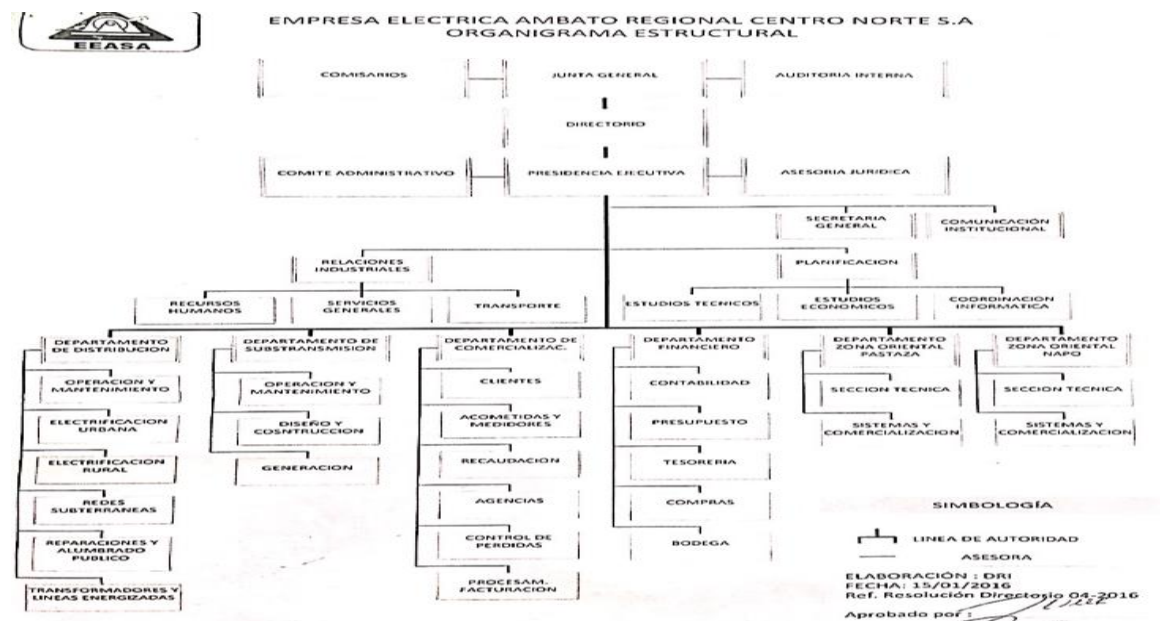 EEASA
EMPRESA ELECTRICA AMBATO REGIONAL CENTRO NORTE S.A
ORGANIGRAMA ESTRUCTURAL
COMISARIOS
JUNTA GENERAL
AUDITORIA INTERNA
DIRECTORIO
COMITE ADMINISTRATIVO
PRESIDENCIA EJECUTIVA
ASESORIA JURIDICA
SECRETARIA
GENERAL
COMUNICACIÓN
INSTITUCIONAL
RELACIONES
INDUSTRIALES
PLANIFICACION
RECURSOS
HUMANOS
SERVICIOS
GENERALES
TRANSPORTE
ESTUDIOS TECNICOS
ESTUDIOS
ECONOMICOS
COORDINACION
INFORMATICA
DEPARTAMENTO
DE DISTRIBUCION
OPERACION Y
MANTENIMIENTO
ELECTRIFICACION
URBANA
ELECTRIFICACION
RURAL
REDES
SUBTERRANEAS
REPARACIONES Y
ALUMBRADO
PUBLICO
TRANSFORMADORES Y
LINEAS ENERGIZADAS
DEPARTAMENTO DE
SUBSTRANSMISION
OPERACION Y
MANTENIMIENTO
DISEÑO Y
COSNTRUCCION
GENERACION
DEPARTAMENTO DE
COMERCIALIZAC.
CLIENTES
ACOMETIDAS Y
MEDIDORES
RECAUDACION
AGENCIAS
CONTROL DE
PERDIDAS
PROCESAM.
FACTURACION
DEPARTAMENTO
FINANCIERO
CONTABILIDAD
PRESUPUESTO
TESORERIA
COMPRAS
BODEGA
DEPARTAMENTO
ZONA ORIENTAL
PASTAZA
SECCION TECNICA
SISTEMAS Y
COMERCIALIZACION
DEPARTAMENTO
ZONA ORIENTAL
NAPO
SECCION TECNICA
SISTEMAS Y
COMERCIALIZACION
SIMBOLOGÍA
LINEA DE AUTORIDAD
ASESORA
ELABORACIÓN : DRI
FECHA: 15/01/2016
Ref. Resolución Directorio 04-2016
Aprobado por :